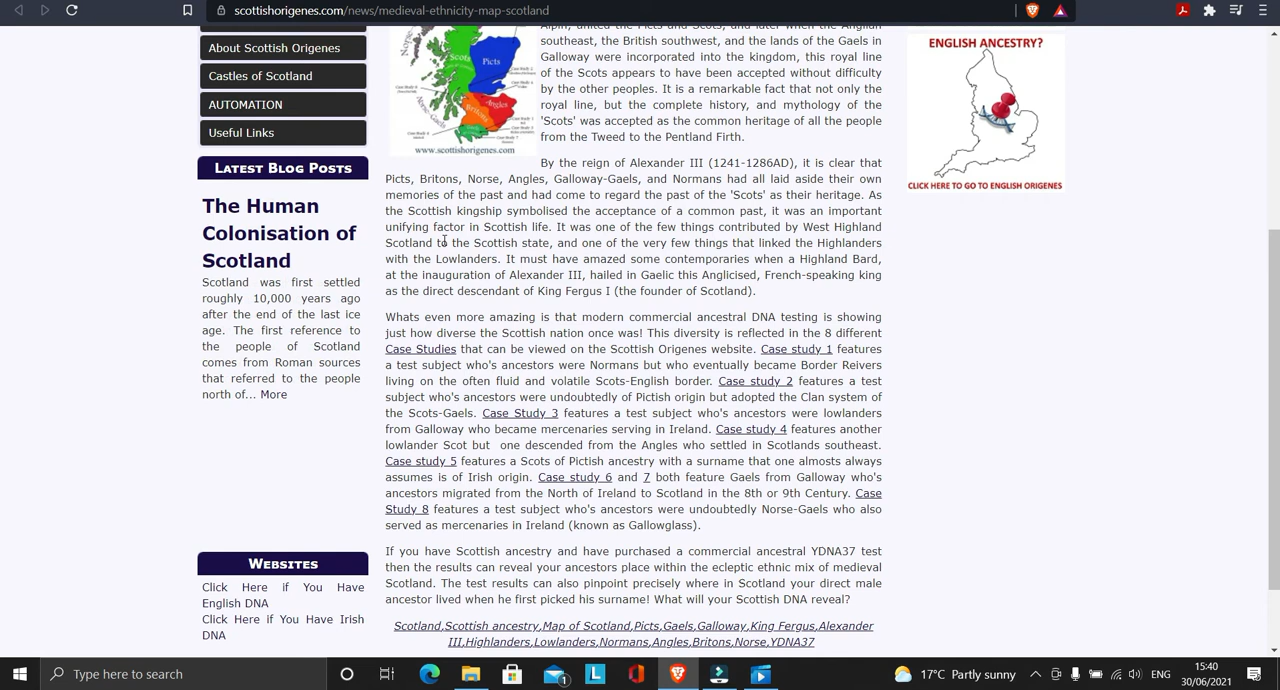 scottishorigenes.com/news/medieval-ethnicity-map-scotland
About Scottish Origenes
Castles of Scotland
AUTOMATION
Useful Links
LATEST BLOG POSTS
The Human
Colonisation of
Scotland
Scotland was first settled
roughly 10,000 years ago
after the end of the last ice
age. The first reference to
the people of Scotland
comes from Roman sources
that referred to the people
north of... More
WEBSITES
Click Here if You Have
English DNA
Click Here if You Have Irish
DNA
Scots
Picts
Angles
Britons
www.scottishorigenes.com
Alpin, united the Picts and Scots, and later when the Anglian
southeast, the British southwest, and the lands of the Gaels in
Galloway were incorporated into the kingdom, this royal line
of the Scots appears to have been accepted without difficulty
by the other peoples. It is a remarkable fact that not only the
royal line, but the complete history, and mythology of the
'Scots' was accepted as the common heritage of all the people
from the Tweed to the Pentland Firth.
By the reign of Alexander III (1241-1286AD), it is clear that
Picts, Britons, Norse, Angles, Galloway-Gaels, and Normans had all laid aside their own
memories of the past and had come to regard the past of the 'Scots' as their heritage. As
the Scottish kingship symbolised the acceptance of a common past, it was an important
unifying factor in Scottish life. It was one of the few things contributed by West Highland
Scotland to the Scottish state, and one of the very few things that linked the Highlanders
with the Lowlanders. It must have amazed some contemporaries when a Highland Bard,
at the inauguration of Alexander III, hailed in Gaelic this Anglicised, French-speaking king
as the direct descendant of King Fergus I (the founder of Scotland).
Whats even more amazing is that modern commercial ancestral DNA testing is showing
just how diverse the Scottish nation once was! This diversity is reflected in the 8 different
Case Studies that can be viewed on the Scottish Origenes website. Case study 1 features
a test subject who's ancestors were Normans but who eventually became Border Reivers
living on the often fluid and volatile Scots-English border. Case study 2 features a test
subject who's ancestors were undoubtedly of Pictish origin but adopted the Clan system of
the Scots-Gaels. Case Study 3 features a test subject who's ancestors were lowlanders
from Galloway who became mercenaries serving in Ireland. Case study 4 features another
lowlander Scot but one descended from the Angles who settled in Scotlands southeast.
Case study 5 features a Scots of Pictish ancestry with a surname that one almosts always
assumes is of Irish origin. Case study 6 and 7 both feature Gaels from Galloway who's
ancestors migrated from the North of Ireland to Scotland in the 8th or 9th Century. Case
Study 8 features a test subject who's ancestors were undoubtedly Norse-Gaels who also
served as mercenaries in Ireland (known as Gallowglass).
If you have Scottish ancestry and have purchased a commercial ancestral YDNA37 test
then the results can reveal your ancestors place within the ecleptic ethnic mix of medieval
Scotland. The test results can also pinpoint precisely where in Scotland your direct male
ancestor lived when he first picked his surname! What will your Scottish DNA reveal?
Scotland,Scottish ancestry,Map of Scotland,Picts,Gaels,Galloway,King Fergus,Alexander
III,Highlanders,Lowlanders,Normans,Angles,Britons,Norse,YDNA37
ENGLISH ANCESTRY?
CLICK HERE TO GO TO ENGLISH ORIGENES
Type here to search
17°C Partly sunny
ENG
15:40
30/06/2021